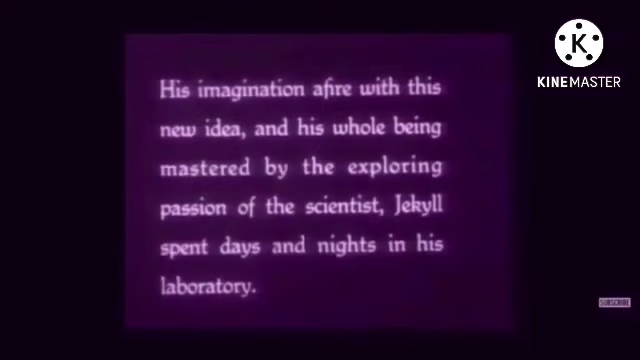 His imagination afire with this
new idea, and his whole being
mastered by the exploring
passion of the scientist, Jekyll
spent days and nights in his
laboratory.
K
KINEMASTER
SUBSCRIBE